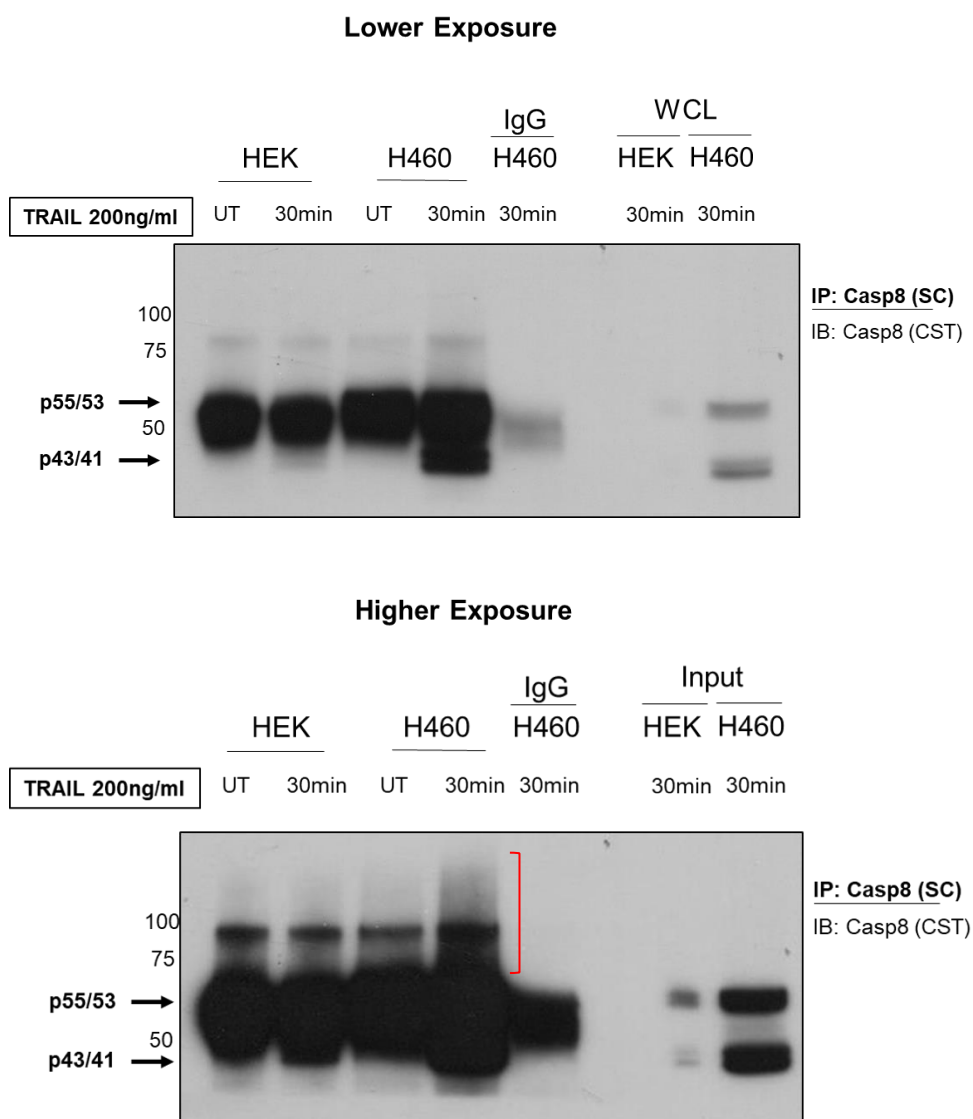 Lower Exposure
IgG
WCL
HEK H460 H460 HEK H460
TRAIL 200ng/ml UT 30min UT 30min 30min 30min 30min
100
75
p55/53
50
p43/41
IP: Casp8 (SC)
IB: Casp8 (CST)
Higher Exposure
IgG
Input
HEK H460 H460 HEK H460
TRAIL 200ng/ml UT 30min UT 30min 30min 30min 30min
100
75
p55/53
50
p43/41
IP: Casp8 (SC)
IB: Casp8 (CST)